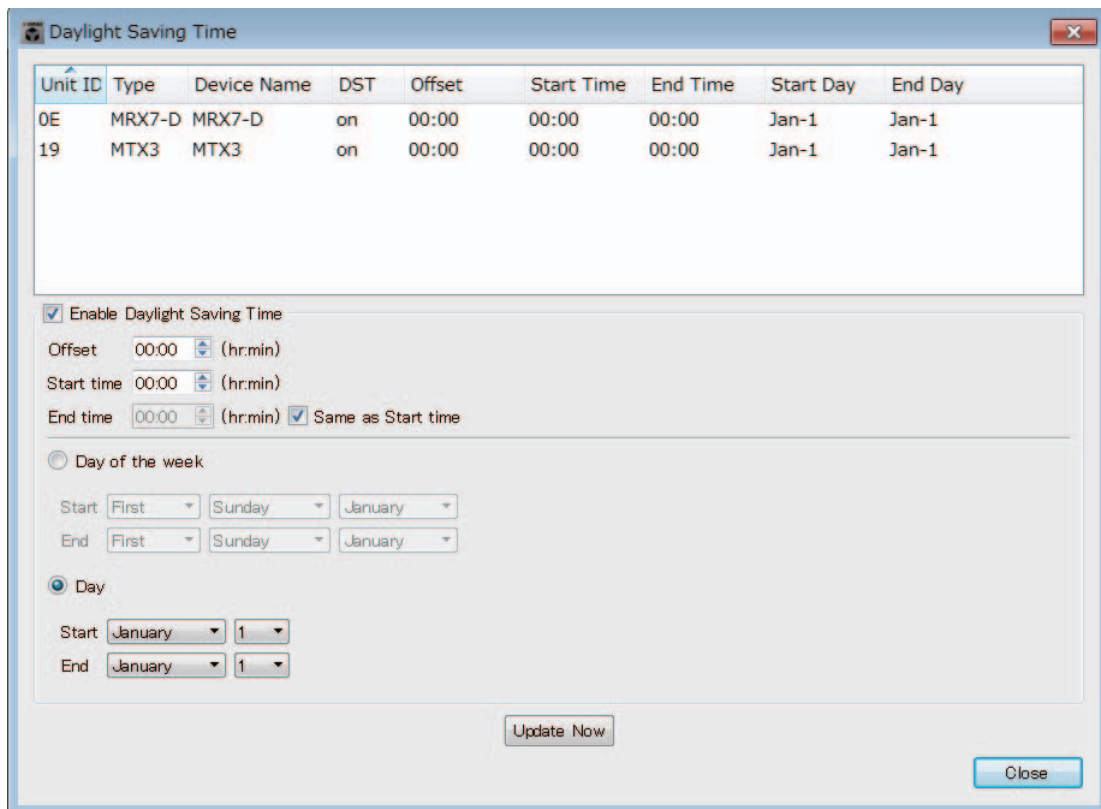 Daylight Saving Time
Unit ID Type Device Name DST Offset Start Time End Time Start Day End Day
0E MRX7-D MRX7-D on 00:00 00:00 00:00 Jan-1 Jan-1
19 MTX3 MTX3 on 00:00 00:00 00:00 Jan-1 Jan-1
Enable Daylight Saving Time
Offset 00:00 (hr:min)
Start time 00:00 (hr:min)
End time 00:00 (hr:min) Same as Start time
Day of the week
Start First Sunday January
End First Sunday January
Day
Start January 1
End January 1
Update Now
Close